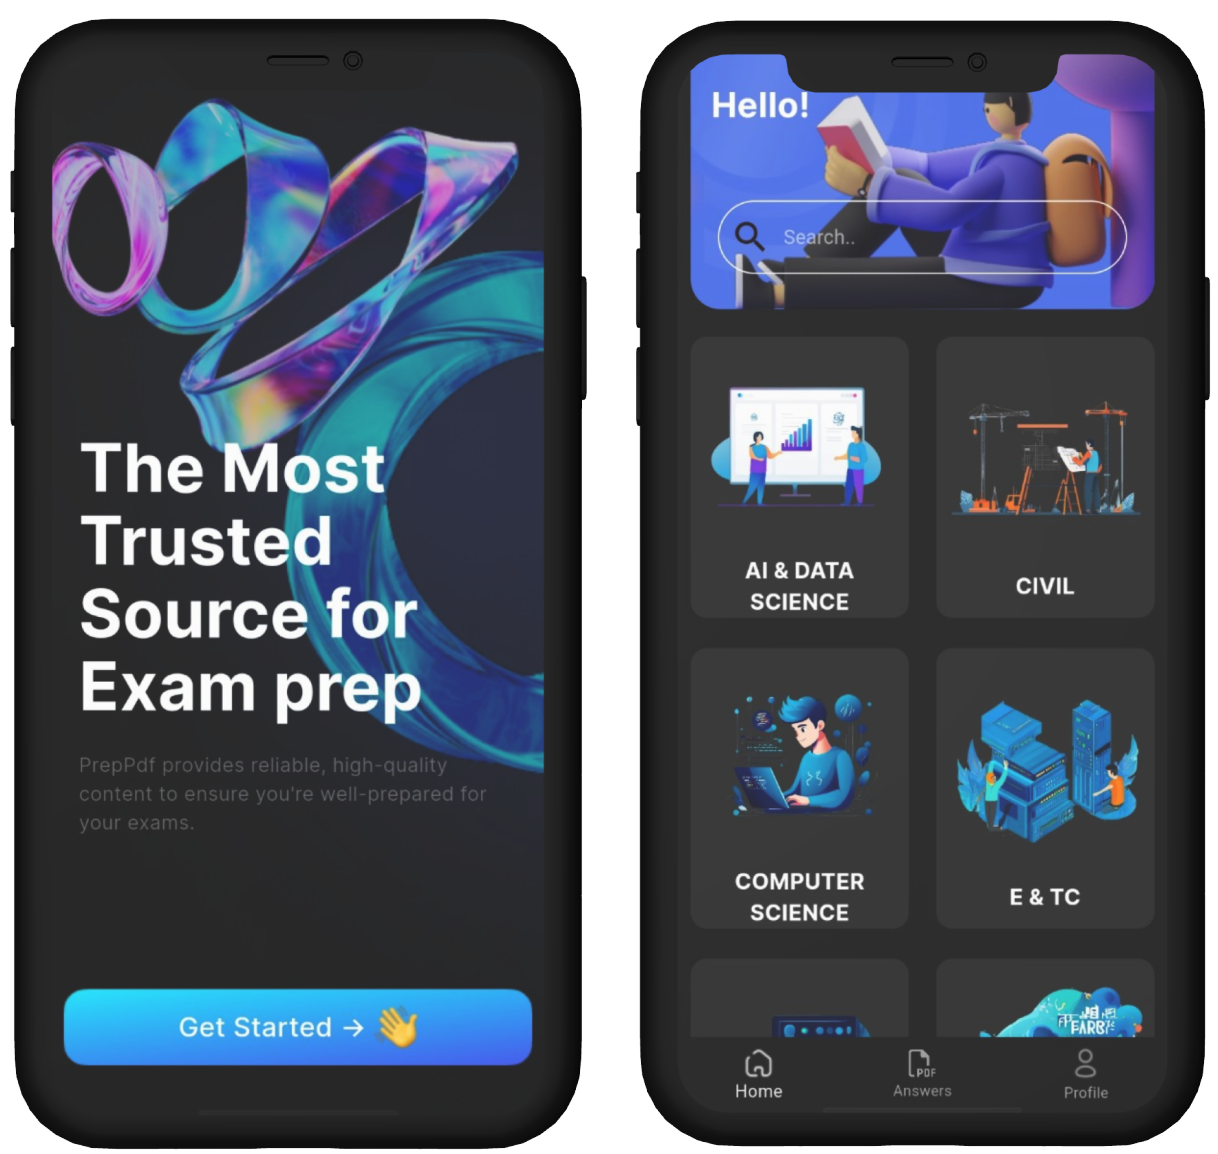 The Most
Trusted
Source for
Exam prep
PrepPdf provides reliable, high-quality
content to ensure you're well-prepared for
your exams.
Get Started → 👋
Hello!
Search..
AI & DATA
SCIENCE
CIVIL
COMPUTER
SCIENCE
E & TC
Home
PDF
Answers
Profile